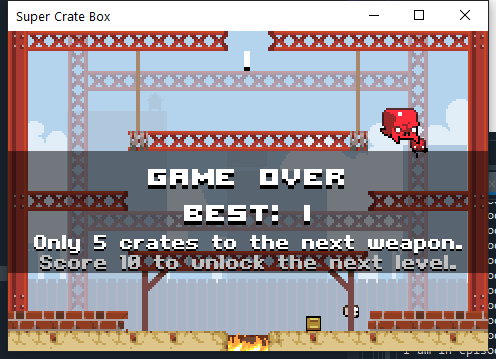 Super Crate Box
1
GAME OVER
BEST: 1
Only 5 crates to the next weapon.
Score 10 to unlock the next level.